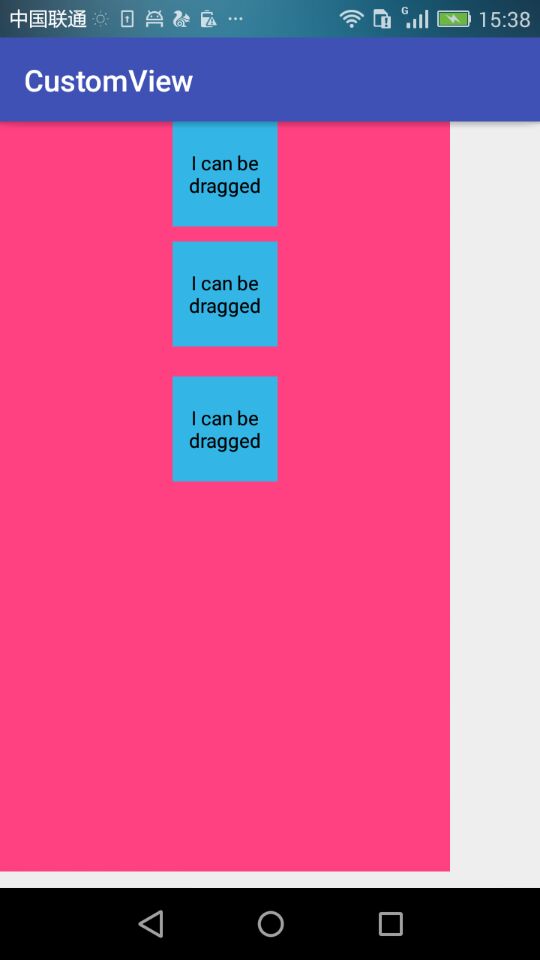 中国联通
G
15:38
CustomView
I can be
dragged
I can be
dragged
I can be
dragged